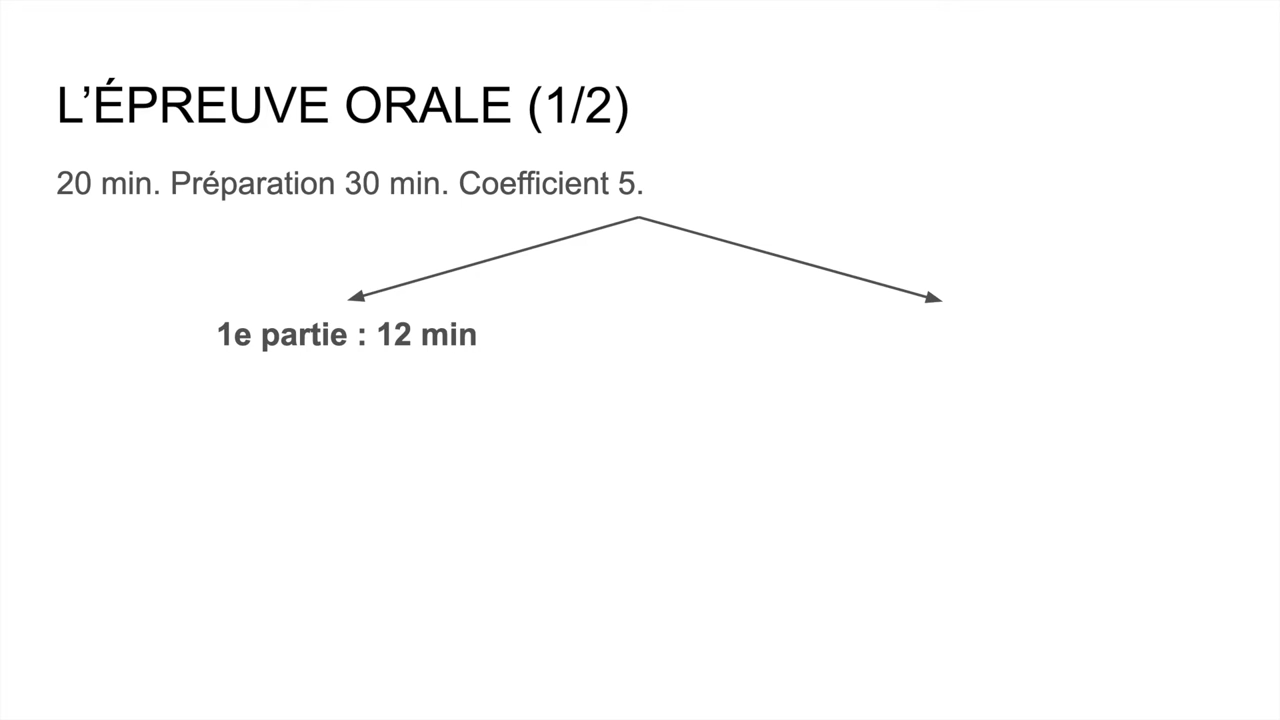 L’ÉPREUVE ORALE (1/2)
20 min. Préparation 30 min. Coefficient 5.
1e partie : 12 min